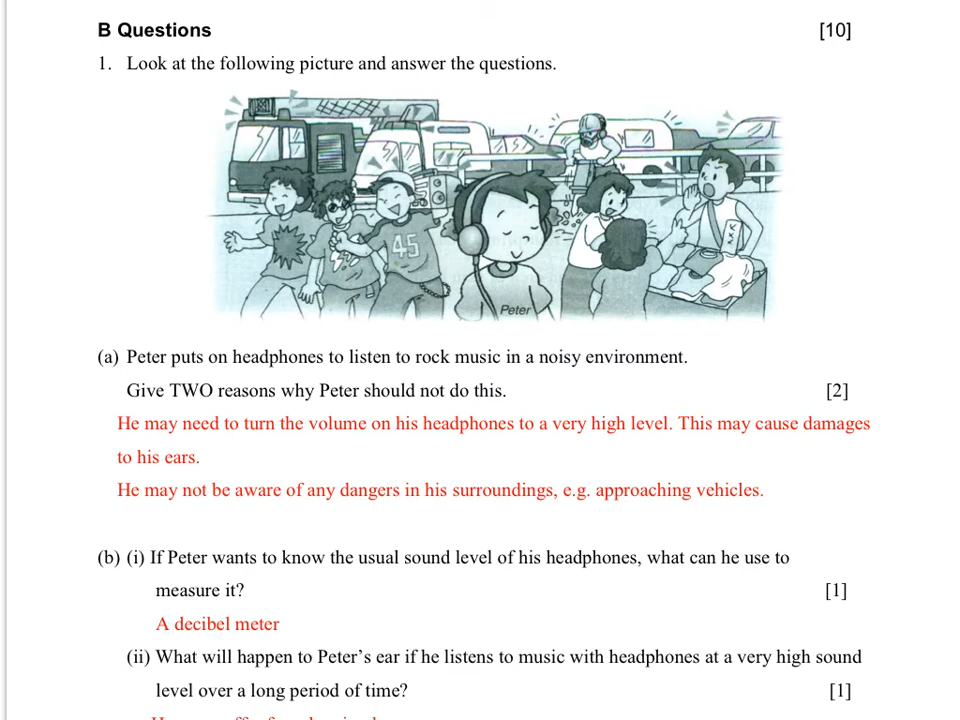 B Questions [10]
1. Look at the following picture and answer the questions.
45
Peter
(a) Peter puts on headphones to listen to rock music in a noisy environment.
Give TWO reasons why Peter should not do this. [2]
He may need to turn the volume on his headphones to a very high level. This may cause damages
to his ears.
He may not be aware of any dangers in his surroundings, e.g. approaching vehicles.
(b) (i) If Peter wants to know the usual sound level of his headphones, what can he use to
measure it? [1]
A decibel meter
(ii) What will happen to Peter’s ear if he listens to music with headphones at a very high sound
level over a long period of time? [1]